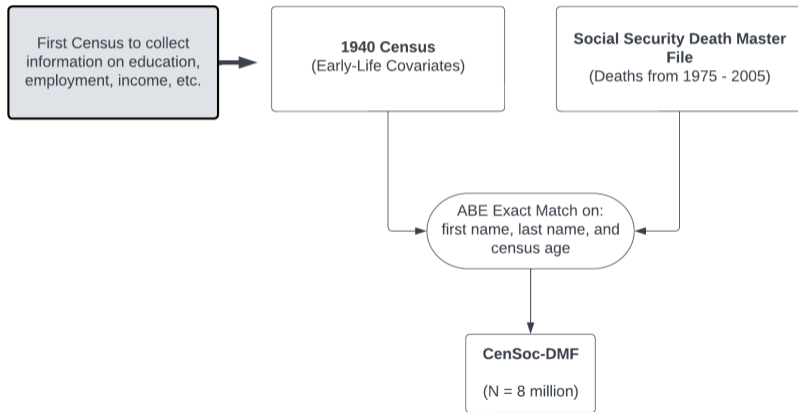 First Census to collect
information on education,
employment, income, etc.
1940 Census
(Early-Life Covariates)
Social Security Death Master
File
(Deaths from 1975 - 2005)
ABE Exact Match on:
first name, last name, and
census age
CenSoc-DMF
(N = 8 million)